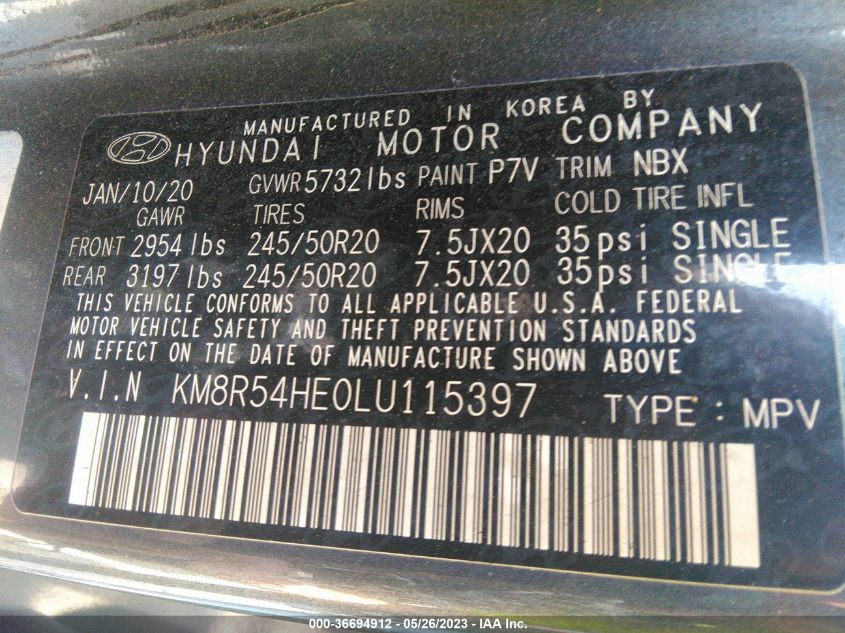 MANUFACTURED IN KOREA BY
HYUNDAI MOTOR COMPANY
JAN/10/20 GVWR 5732 lbs PAINT P7V TRIM NBX
GAWR TIRES RIMS COLD TIRE INFL
FRONT 2954 lbs 245/50R20 7.5JX20 35psi SINGLE
REAR 3197 lbs 245/50R20 7.5JX20 35psi SINGLE
THIS VEHICLE CONFORMS TO ALL APPLICABLE U.S.A. FEDERAL
MOTOR VEHICLE SAFETY AND THEFT PREVENTION STANDARDS
IN EFFECT ON THE DATE OF MANUFACTURE SHOWN ABOVE
V.I.N KM8R54HE0LU115397 TYPE : MPV
000-36694912 - 05/26/2023 - IAA Inc.